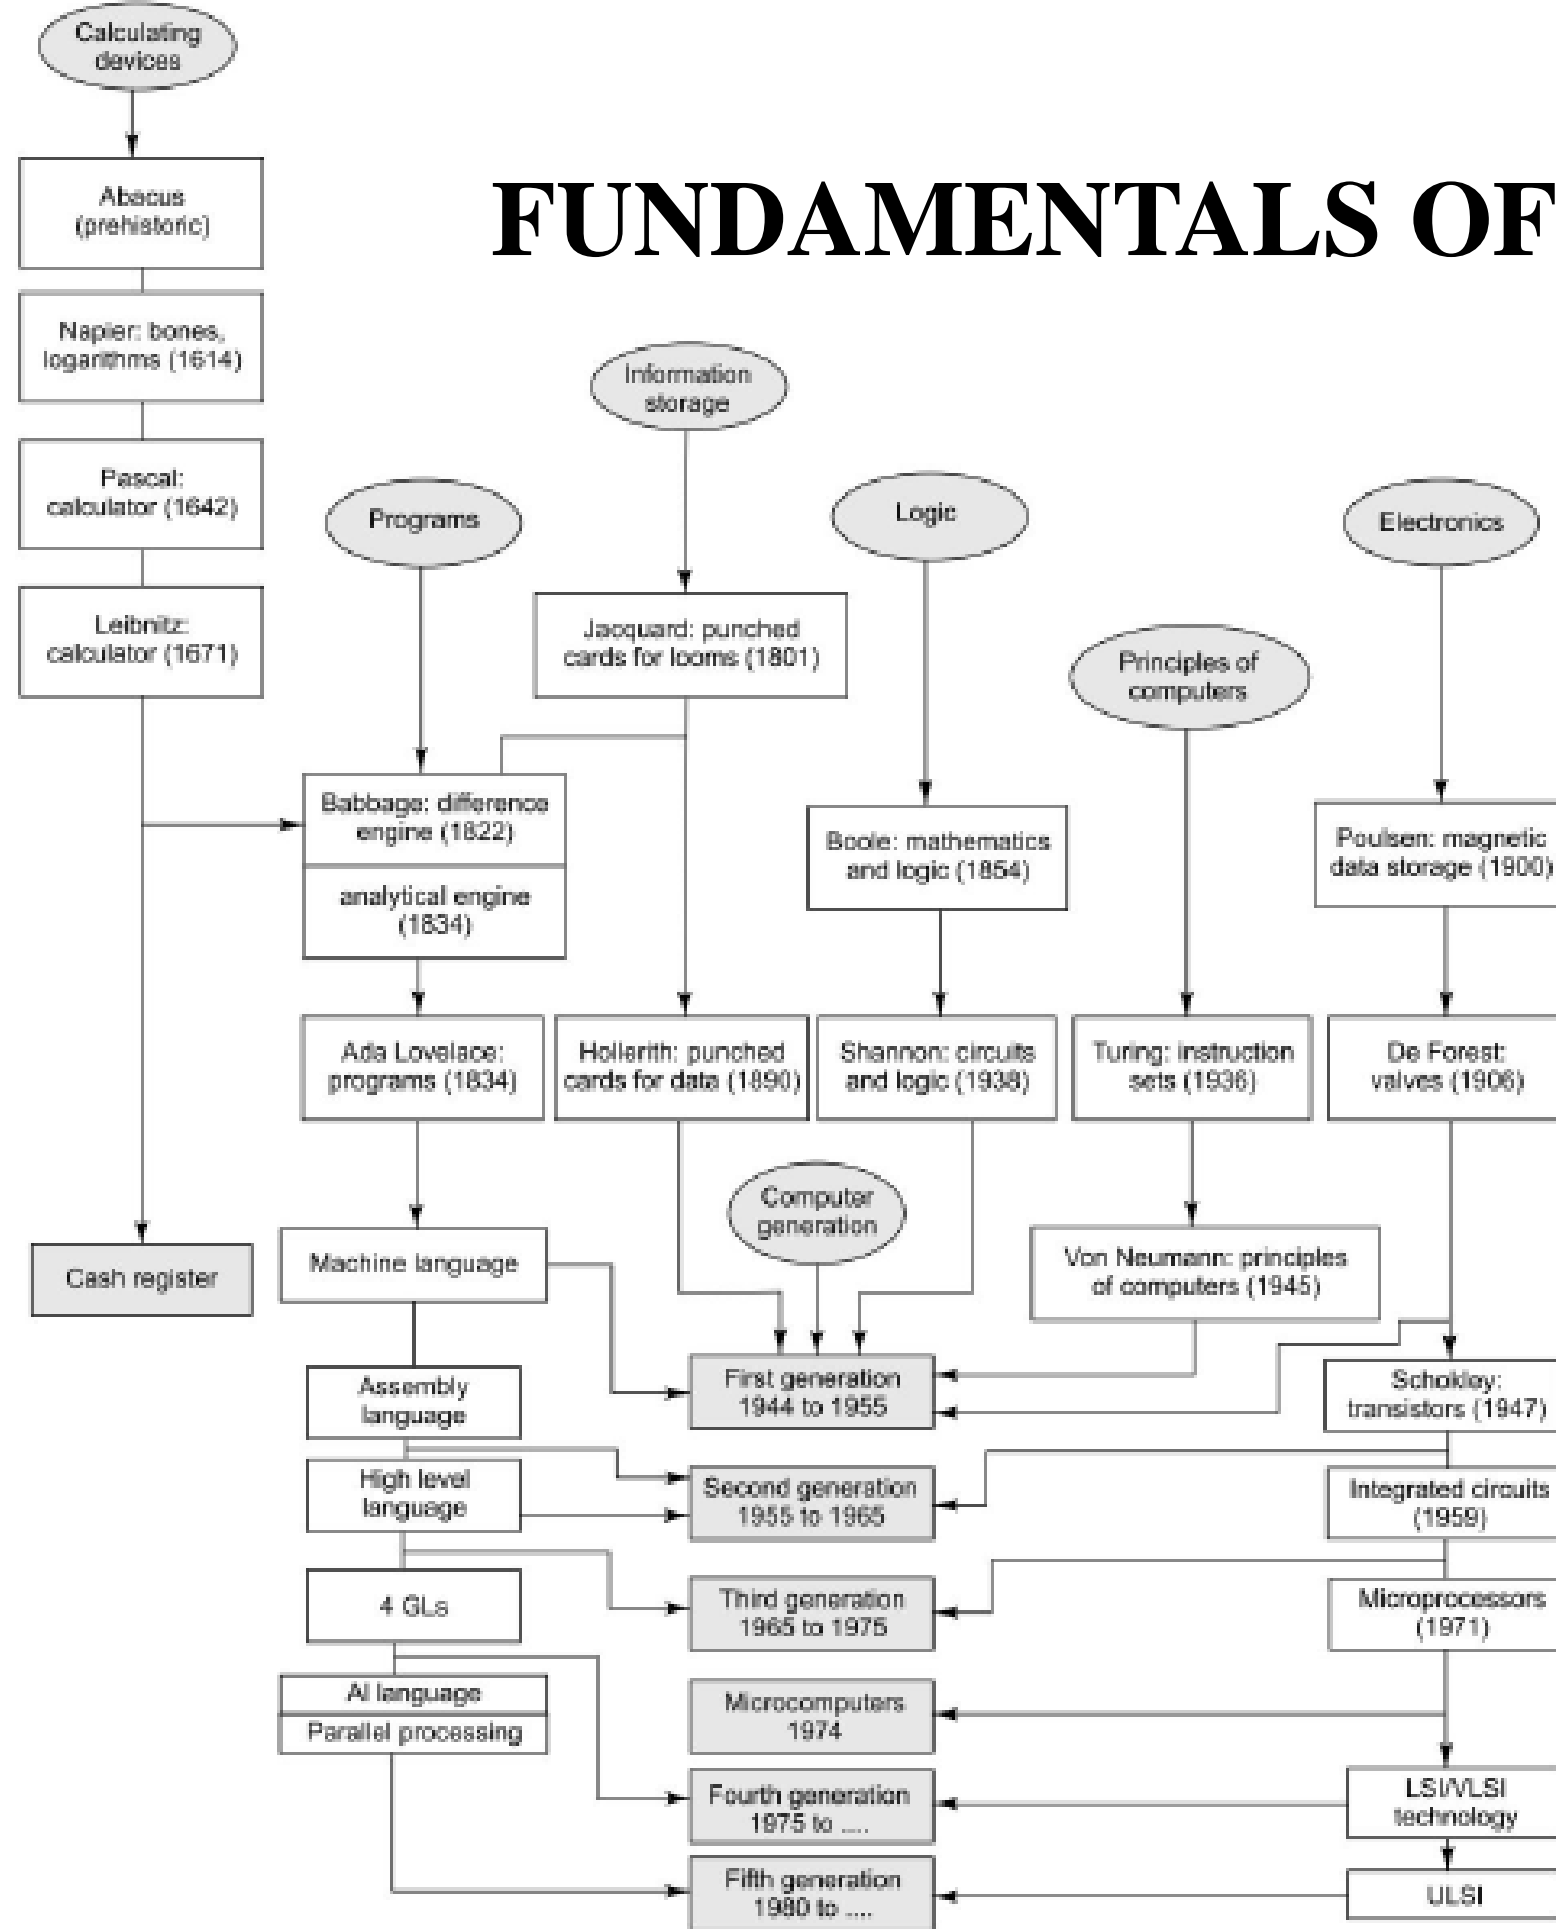 Calculating
devices
Abacus
(prehistoric)
FUNDAMENTALS OF
Napier: bones,
logarithms (1614)
Information
storage
Pascal:
calculator (1642)
Programs
Logic
Electronics
Leibnitz:
calculator (1671)
Jacquard: punched
cards for looms (1801)
Principles of
computers
Babbage: difference
engine (1822)
analytical engine
(1834)
Boole: mathematics
and logic (1854)
Poulsen: magnetic
data storage (1900)
Ada Lovelace:
programs (1834)
Hollerith: punched
cards for data (1890)
Shannon: circuits
and logic (1938)
Turing: instruction
sets (1936)
De Forest:
valves (1906)
Computer
generation
Cash register
Machine language
Von Neumann: principles
of computers (1945)
Assembly
language
First generation
1944 to 1955
Schokley:
transistors (1947)
High level
language
Second generation
1955 to 1965
Integrated circuits
(1959)
4 GLs
Third generation
1965 to 1975
Microprocessors
(1971)
AI language
Parallel processing
Microcomputers
1974
Fourth generation
1975 to ....
LSI/VLSI
technology
Fifth generation
1980 to ....
ULSI